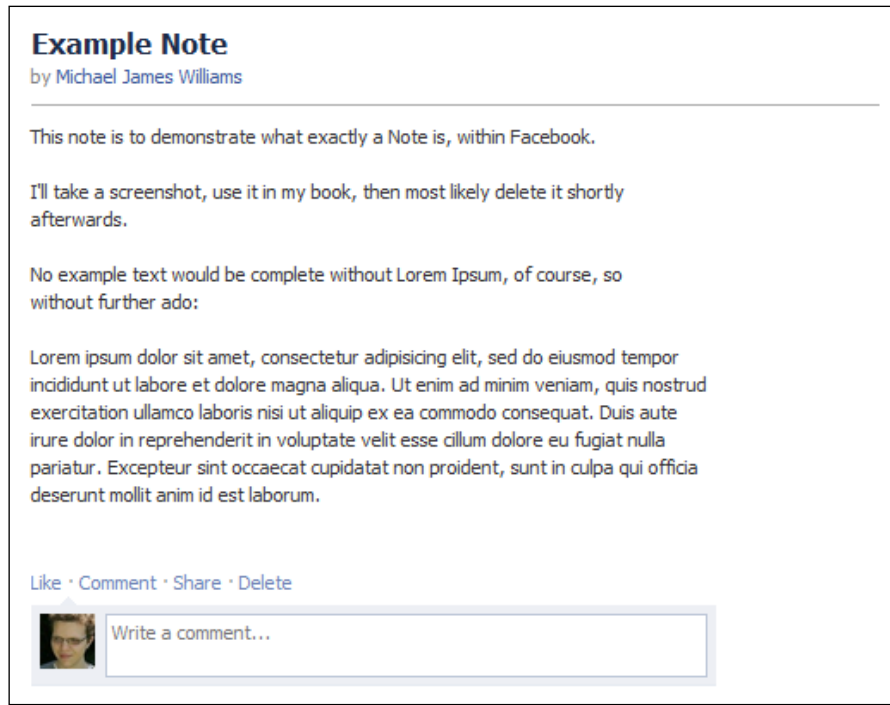 Example Note
by Michael James Williams
This note is to demonstrate what exactly a Note is, within Facebook.
I'll take a screenshot, use it in my book, then most likely delete it shortly
afterwards.
No example text would be complete without Lorem Ipsum, of course, so
without further ado:
Lorem ipsum dolor sit amet, consectetur adipisicing elit, sed do eiusmod tempor
incididunt ut labore et dolore magna aliqua. Ut enim ad minim veniam, quis nostrud
exercitation ullamco laboris nisi ut aliquip ex ea commodo consequat. Duis aute
irure dolor in reprehenderit in voluptate velit esse cillum dolore eu fugiat nulla
pariatur. Excepteur sint occaecat cupidatat non proident, sunt in culpa qui officia
deserunt mollit anim id est laborum.
Like · Comment · Share · Delete
Write a comment...